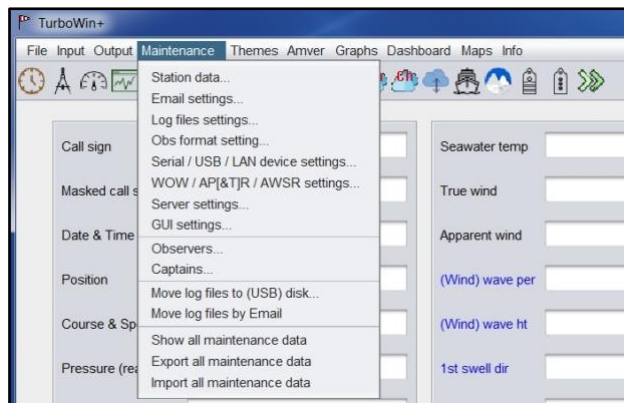 TurboWin+
File Input Output Maintenance Themes Amver Graphs Dashboard Maps Info
Station data...
Email settings...
Log files settings...
Obs format setting...
Serial / USB / LAN device settings...
WOW / AP[&T]R / AWSR settings...
Server settings...
GUI settings...
Observers...
Captains...
Move log files to (USB) disk...
Move log files by Email
Show all maintenance data
Export all maintenance data
Import all maintenance data
Call sign
Masked call s
Date & Time
Position
Course & Sp
Pressure (rea
Seawater temp
True wind
Apparent wind
(Wind) wave per
(Wind) wave ht
1st swell dir